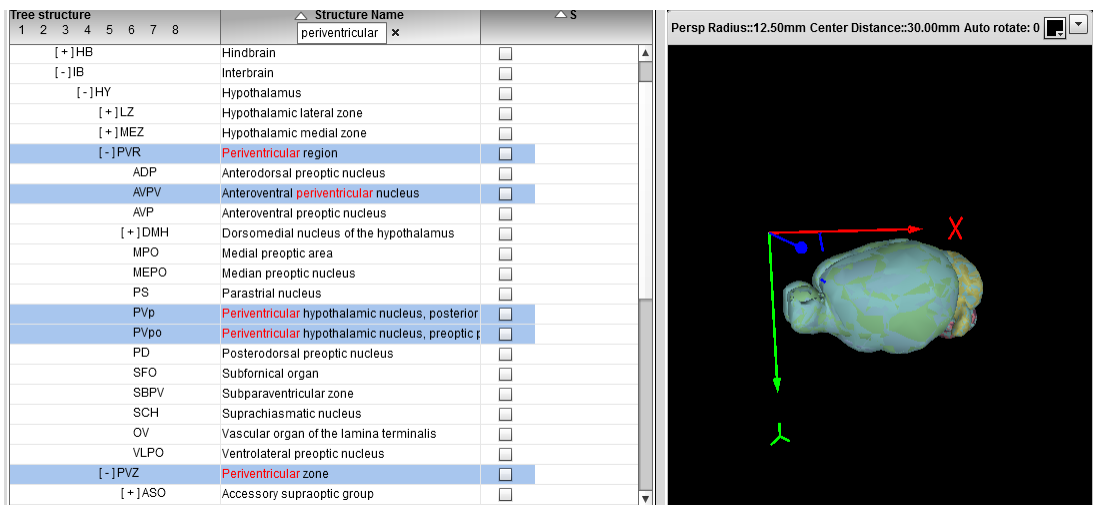 Tree structure
Structure Name
S
1 2 3 4 5 6 7 8
periventricular ×
[+]HB Hindbrain
[-]IB Interbrain
[-]HY Hypothalamus
[+]LZ Hypothalamic lateral zone
[+]MEZ Hypothalamic medial zone
[-]PVR Periventricular region
ADP Anterodorsal preoptic nucleus
AVPV Anteroventral periventricular nucleus
AVP Anteroventral preoptic nucleus
[+]DMH Dorsomedial nucleus of the hypothalamus
MPO Medial preoptic area
MEPO Median preoptic nucleus
PS Parastrial nucleus
PVp Periventricular hypothalamic nucleus, posterior
PVpo Periventricular hypothalamic nucleus, preoptic p
PD Posterodorsal preoptic nucleus
SFO Subfornical organ
SBPV Subparaventricular zone
SCH Suprachiasmatic nucleus
OV Vascular organ of the lamina terminalis
VLPO Ventrolateral preoptic nucleus
[-]PVZ Periventricular zone
[+]ASO Accessory supraoptic group
Persp Radius::12.50mm Center Distance::30.00mm Auto rotate: 0
X
Y